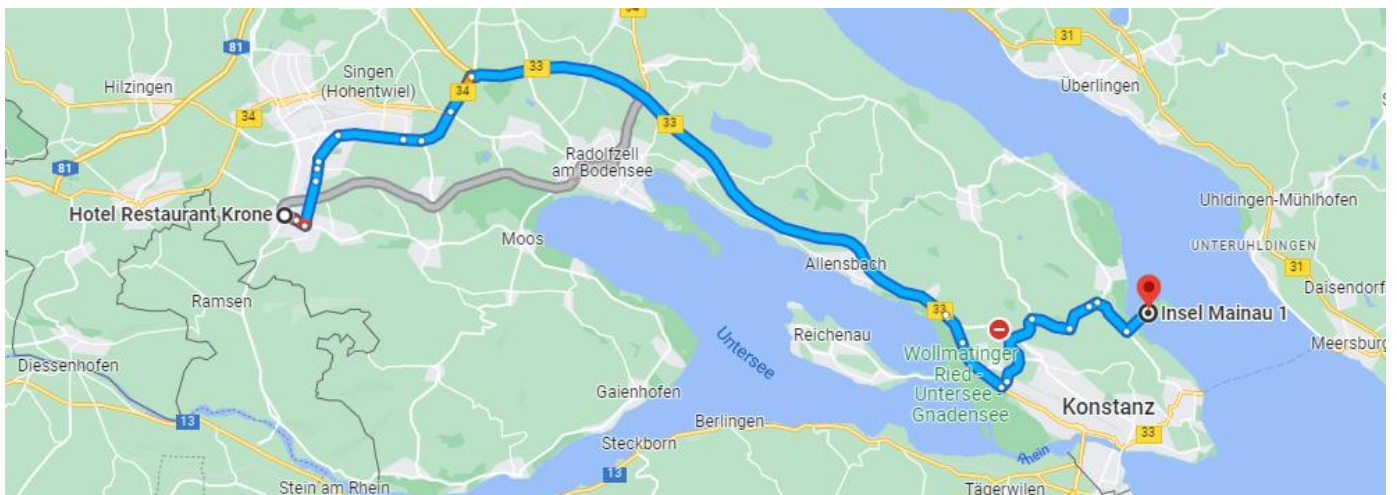 81
33
Singen
(Hohentwiel)
Hilzingen
34
34
33
33
31
Überlingen
Radolfzell
am Bodensee
81
Hotel Restaurant Krone
Uhldingen-Mühlhofen
Moos
UNTERUHLDINGEN
Allensbach
31
Daisendorf
Ramsen
33
Insel Mainau 1
Reichenau
Untersee
Meersburg
Wollmatinger
Ried -
Untersee -
Gnadensee
Diessenhofen
Gaienhofen
Konstanz
13
Berlingen
33
Steckborn
Rhein
13
Stein am Rhein
Tägerwilen